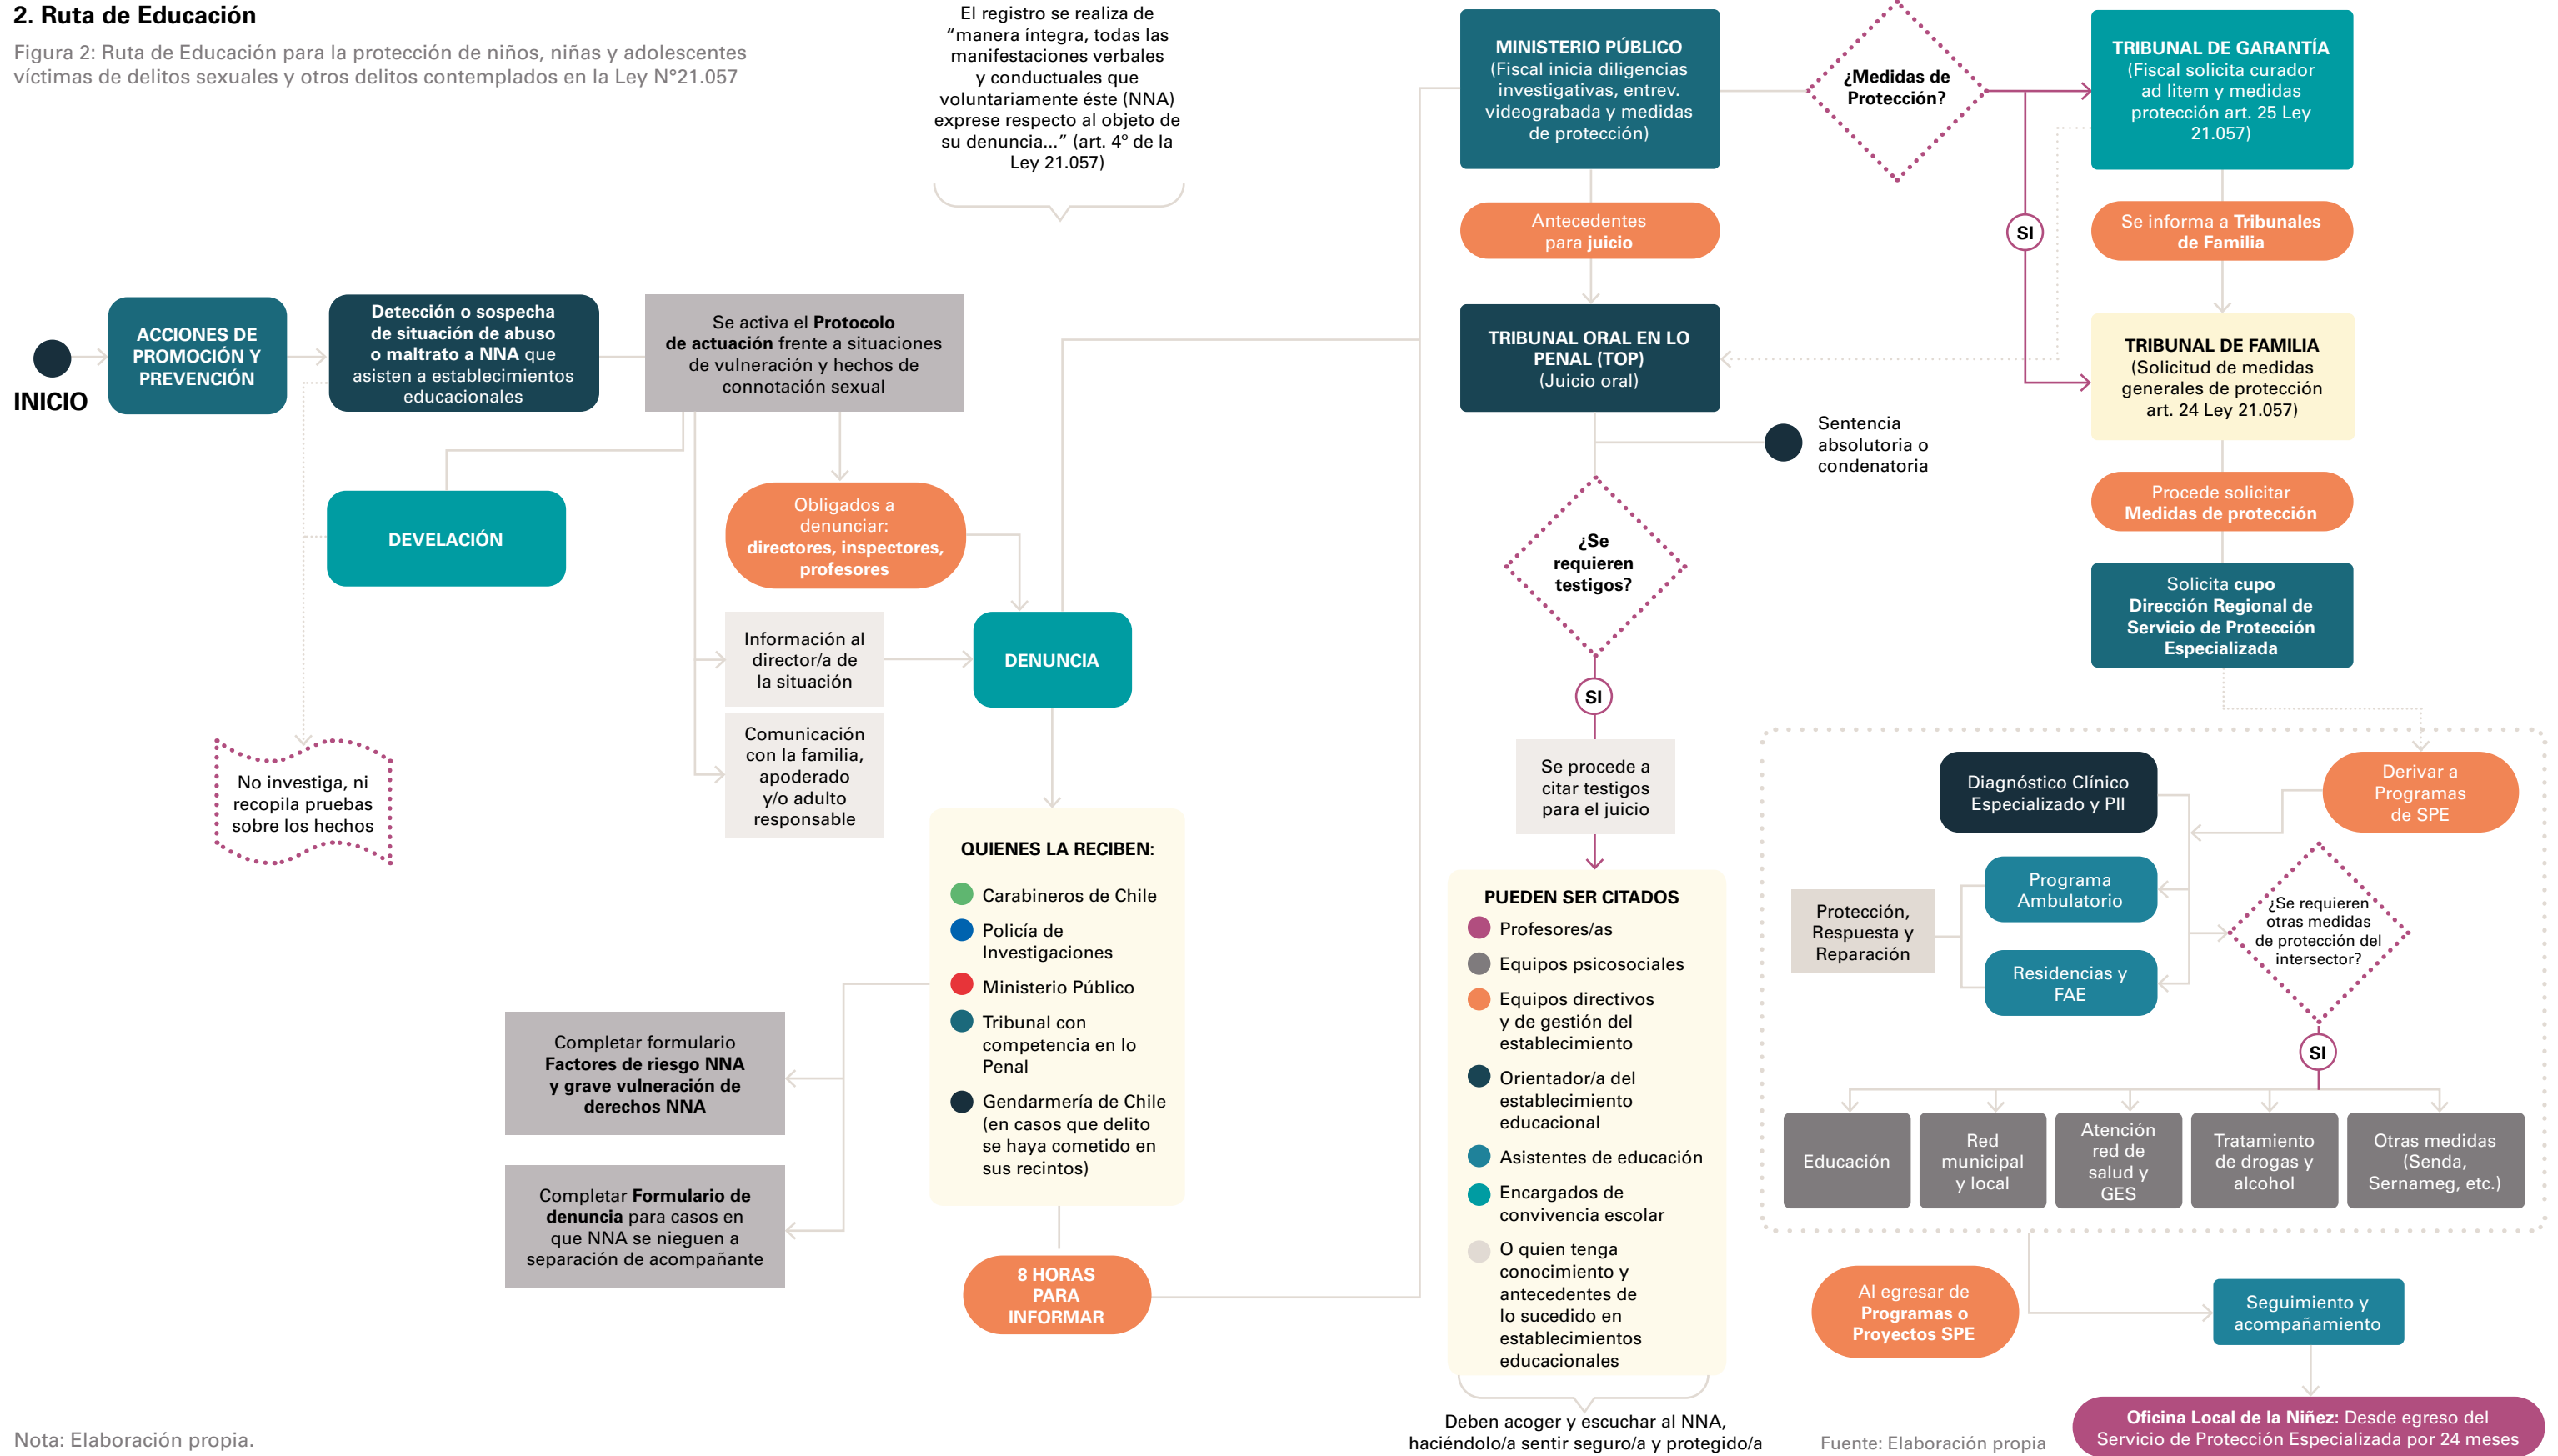 2. Ruta de Educación
Figura 2: Ruta de Educación para la protección de niños, niñas y adolescentes
víctimas de delitos sexuales y otros delitos contemplados en la Ley N°21.057
El registro se realiza de
“manera íntegra, todas las
manifestaciones verbales
y conductuales que
voluntariamente éste (NNA)
exprese respecto al objeto de
su denuncia...” (art. 4º de la
Ley 21.057)
INICIO
ACCIONES DE
PROMOCIÓN Y
PREVENCIÓN
Detección o sospecha
de situación de abuso
o maltrato a NNA que
asisten a establecimientos
educacionales
Se activa el Protocolo
de actuación frente a situaciones
de vulneración y hechos de
connotación sexual
DEVELACIÓN
Obligados a
denunciar:
directores, inspectores,
profesores
Información al
director/a de
la situación
DENUNCIA
Comunicación
con la familia,
apoderado
y/o adulto
responsable
No investiga, ni
recopila pruebas
sobre los hechos
QUIENES LA RECIBEN:
Carabineros de Chile
Policía de
Investigaciones
Ministerio Público
Tribunal con
competencia en lo
Penal
Gendarmería de Chile
(en casos que delito
se haya cometido en
sus recintos)
Completar formulario
Factores de riesgo NNA
y grave vulneración de
derechos NNA
Completar Formulario de
denuncia para casos en
que NNA se nieguen a
separación de acompañante
8 HORAS
PARA
INFORMAR
MINISTERIO PÚBLICO
(Fiscal inicia diligencias
investigativas, entrev.
videograbada y medidas
de protección)
Antecedentes
para juicio
TRIBUNAL ORAL EN LO
PENAL (TOP)
(Juicio oral)
Sentencia
absolutoria o
condenatoria
¿Se
requieren
testigos?
SI
Se procede a
citar testigos
para el juicio
PUEDEN SER CITADOS
Profesores/as
Equipos psicosociales
Equipos directivos
y de gestión del
establecimiento
Orientador/a del
establecimiento
educacional
Asistentes de educación
Encargados de
convivencia escolar
O quien tenga
conocimiento y
antecedentes de
lo sucedido en
establecimientos
educacionales
Deben acoger y escuchar al NNA,
haciéndolo/a sentir seguro/a y protegido/a
¿Medidas de
Protección?
SI
TRIBUNAL DE GARANTÍA
(Fiscal solicita curador
ad litem y medidas
protección art. 25 Ley
21.057)
Se informa a Tribunales
de Familia
TRIBUNAL DE FAMILIA
(Solicitud de medidas
generales de protección
art. 24 Ley 21.057)
Procede solicitar
Medidas de protección
Solicita cupo
Dirección Regional de
Servicio de Protección
Especializada
Diagnóstico Clínico
Especializado y PII
Derivar a
Programas
de SPE
Programa
Ambulatorio
Protección,
Respuesta y
Reparación
Residencias y
FAE
¿Se requieren
otras medidas
de protección del
intersector?
SI
Educación
Red
municipal
y local
Atención
red de
salud y
GES
Tratamiento
de drogas y
alcohol
Otras medidas
(Senda,
Sernameg, etc.)
Al egresar de
Programas o
Proyectos SPE
Seguimiento y
acompañamiento
Oficina Local de la Niñez: Desde egreso del
Servicio de Protección Especializada por 24 meses
Fuente: Elaboración propia
Nota: Elaboración propia.